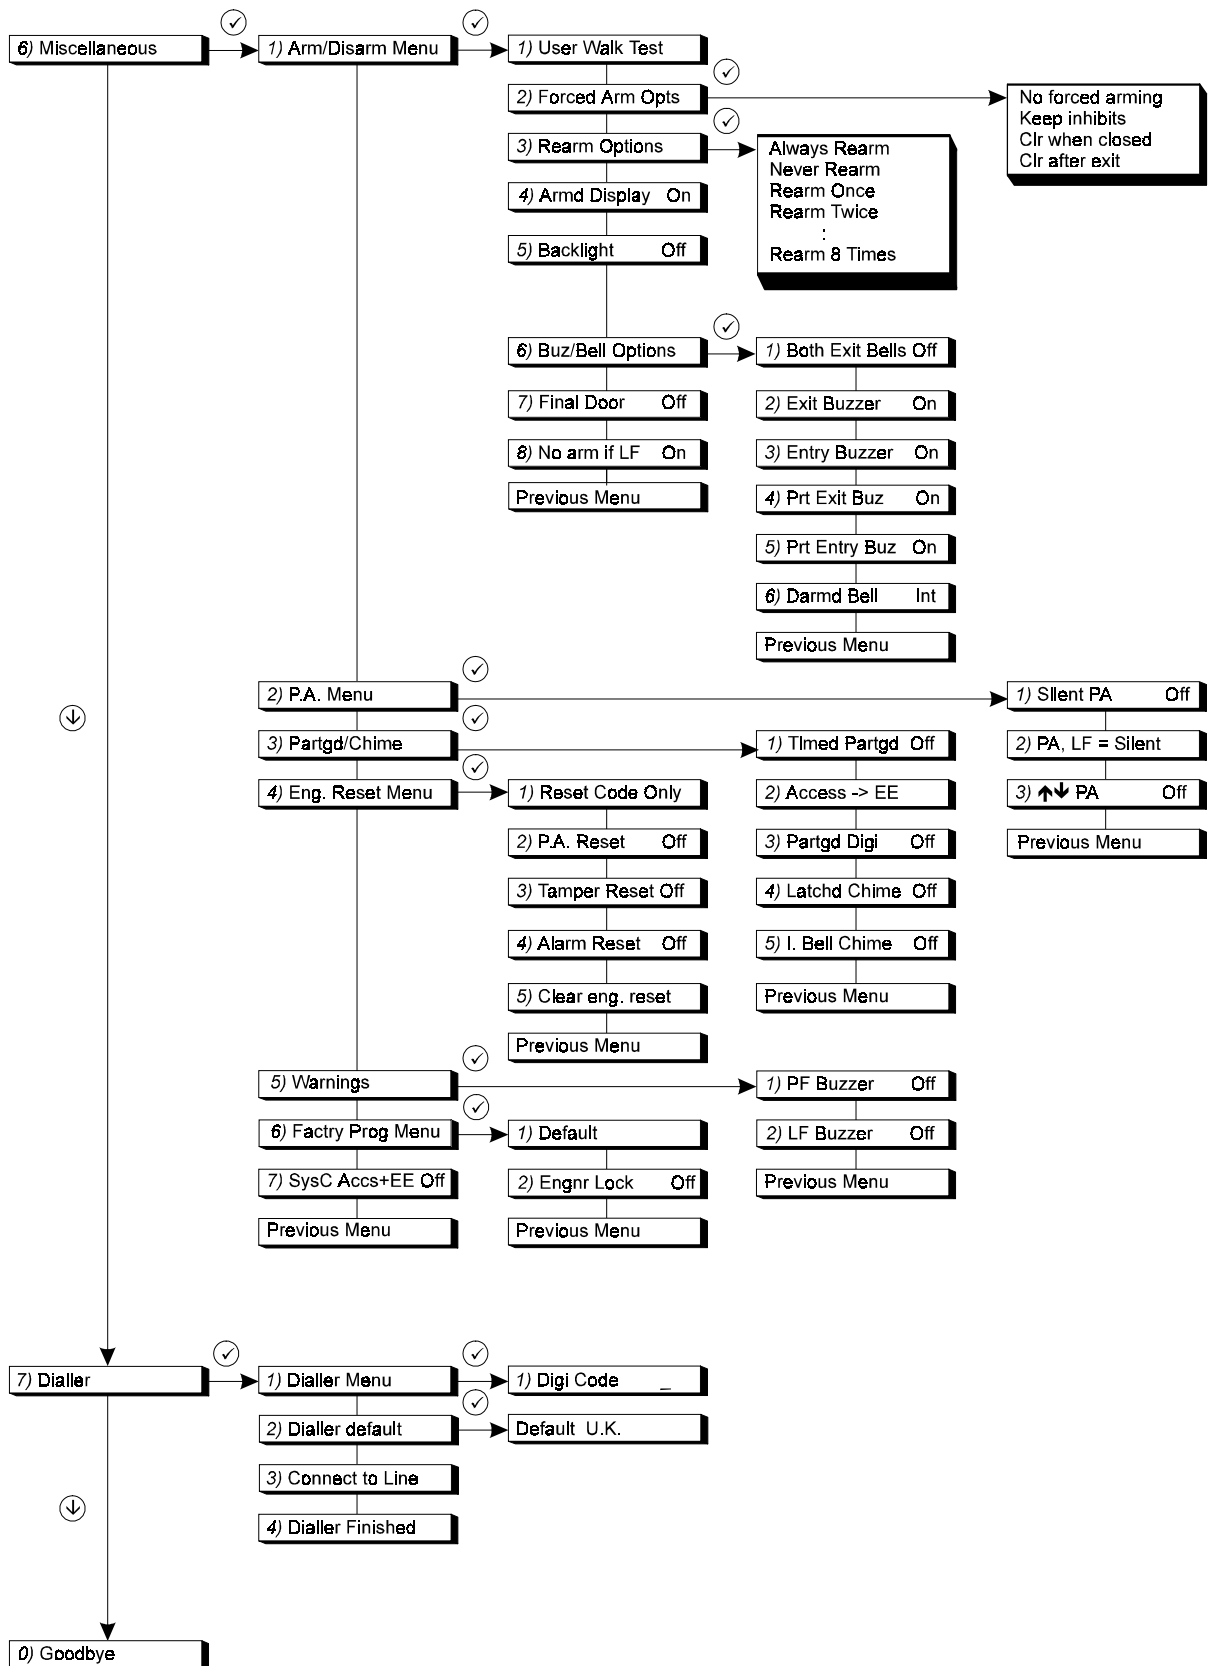 6) Miscellaneous
1) Arm/Disarm Menu
1) User Walk Test
2) Forced Arm Opts
No forced arming
Keep inhibits
Clr when closed
Clr after exit
3) Rearm Options
Always Rearm
Never Rearm
Rearm Once
Rearm Twice
:
Rearm 8 Times
4) Armd Display On
5) Backlight Off
6) Buz/Bell Options
1) Both Exit Bells Off
2) Exit Buzzer On
3) Entry Buzzer On
4) Prt Exit Buz On
5) Prt Entry Buz On
6) Darmd Bell Int
Previous Menu
7) Final Door Off
8) No arm if LF On
Previous Menu
2) P.A. Menu
1) SIlent PA Off
2) PA, LF = Silent
3) ↑↓ PA Off
Previous Menu
3) Partgd/Chime
1) TImed Partgd Off
2) Access -> EE
3) Partgd Digi Off
4) Latchd Chime Off
5) I. Bell Chime Off
Previous Menu
4) Eng. Reset Menu
1) Reset Code Only
2) P.A. Reset Off
3) Tamper Reset Off
4) Alarm Reset Off
5) Clear eng. reset
Previous Menu
5) Warnings
1) PF Buzzer Off
2) LF Buzzer Off
Previous Menu
6) Factry Prog Menu
1) Default
2) Engnr Lock Off
Previous Menu
7) SysC Accs+EE Off
Previous Menu
7) Dialler
1) Dialler Menu
1) Digi Code _
2) Dialler default
Default U.K.
3) Connect to Line
4) Dialler Finished
0) Goodbye